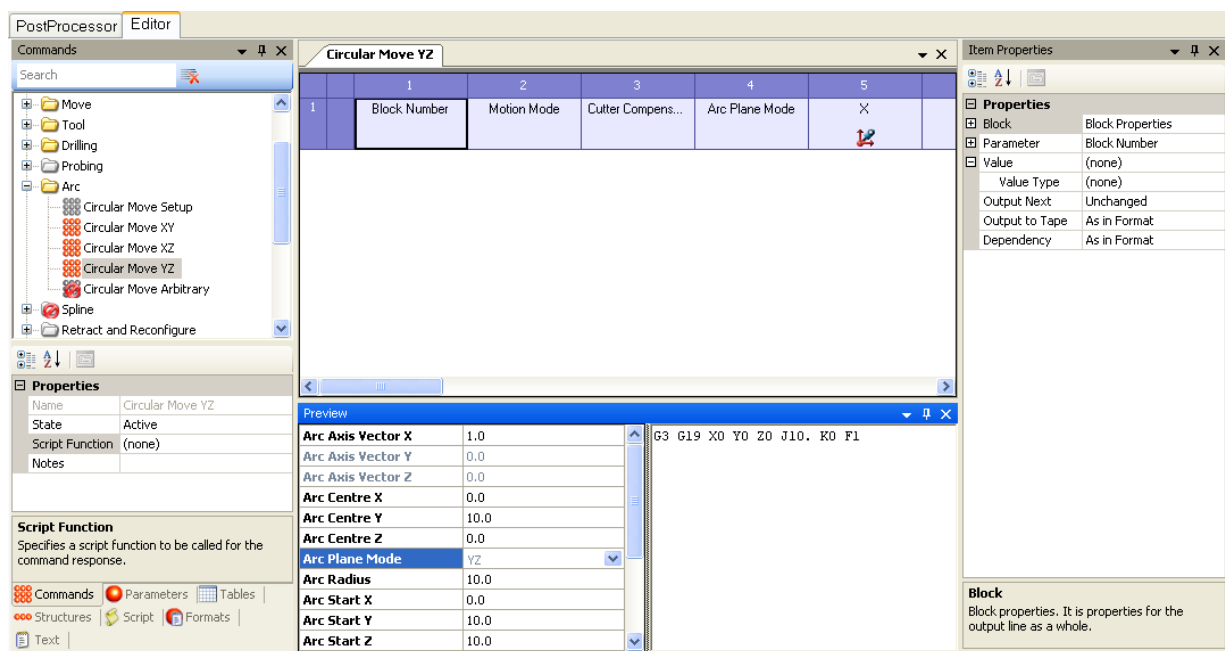 PostProcessor Editor
Commands
Search
Move
Tool
Drilling
Probing
Arc
Circular Move Setup
Circular Move XY
Circular Move XZ
Circular Move YZ
Circular Move Arbitrary
Spline
Retract and Reconfigure
Properties
Name Circular Move YZ
State Active
Script Function (none)
Notes
Script Function
Specifies a script function to be called for the
command response.
Commands Parameters Tables
Structures Script Formats
Text
Circular Move YZ
1 2 3 4 5
1 Block Number Motion Mode Cutter Compens... Arc Plane Mode X
Preview
Arc Axis Vector X 1.0
Arc Axis Vector Y 0.0
Arc Axis Vector Z 0.0
Arc Centre X 0.0
Arc Centre Y 10.0
Arc Centre Z 0.0
Arc Plane Mode YZ
Arc Radius 10.0
Arc Start X 0.0
Arc Start Y 10.0
Arc Start Z 10.0
G3 G19 X0 Y0 Z0 J10. K0 F1
Item Properties
Properties
Block Block Properties
Parameter Block Number
Value (none)
Value Type (none)
Output Next Unchanged
Output to Tape As in Format
Dependency As in Format
Block
Block properties. It is properties for the
output line as a whole.